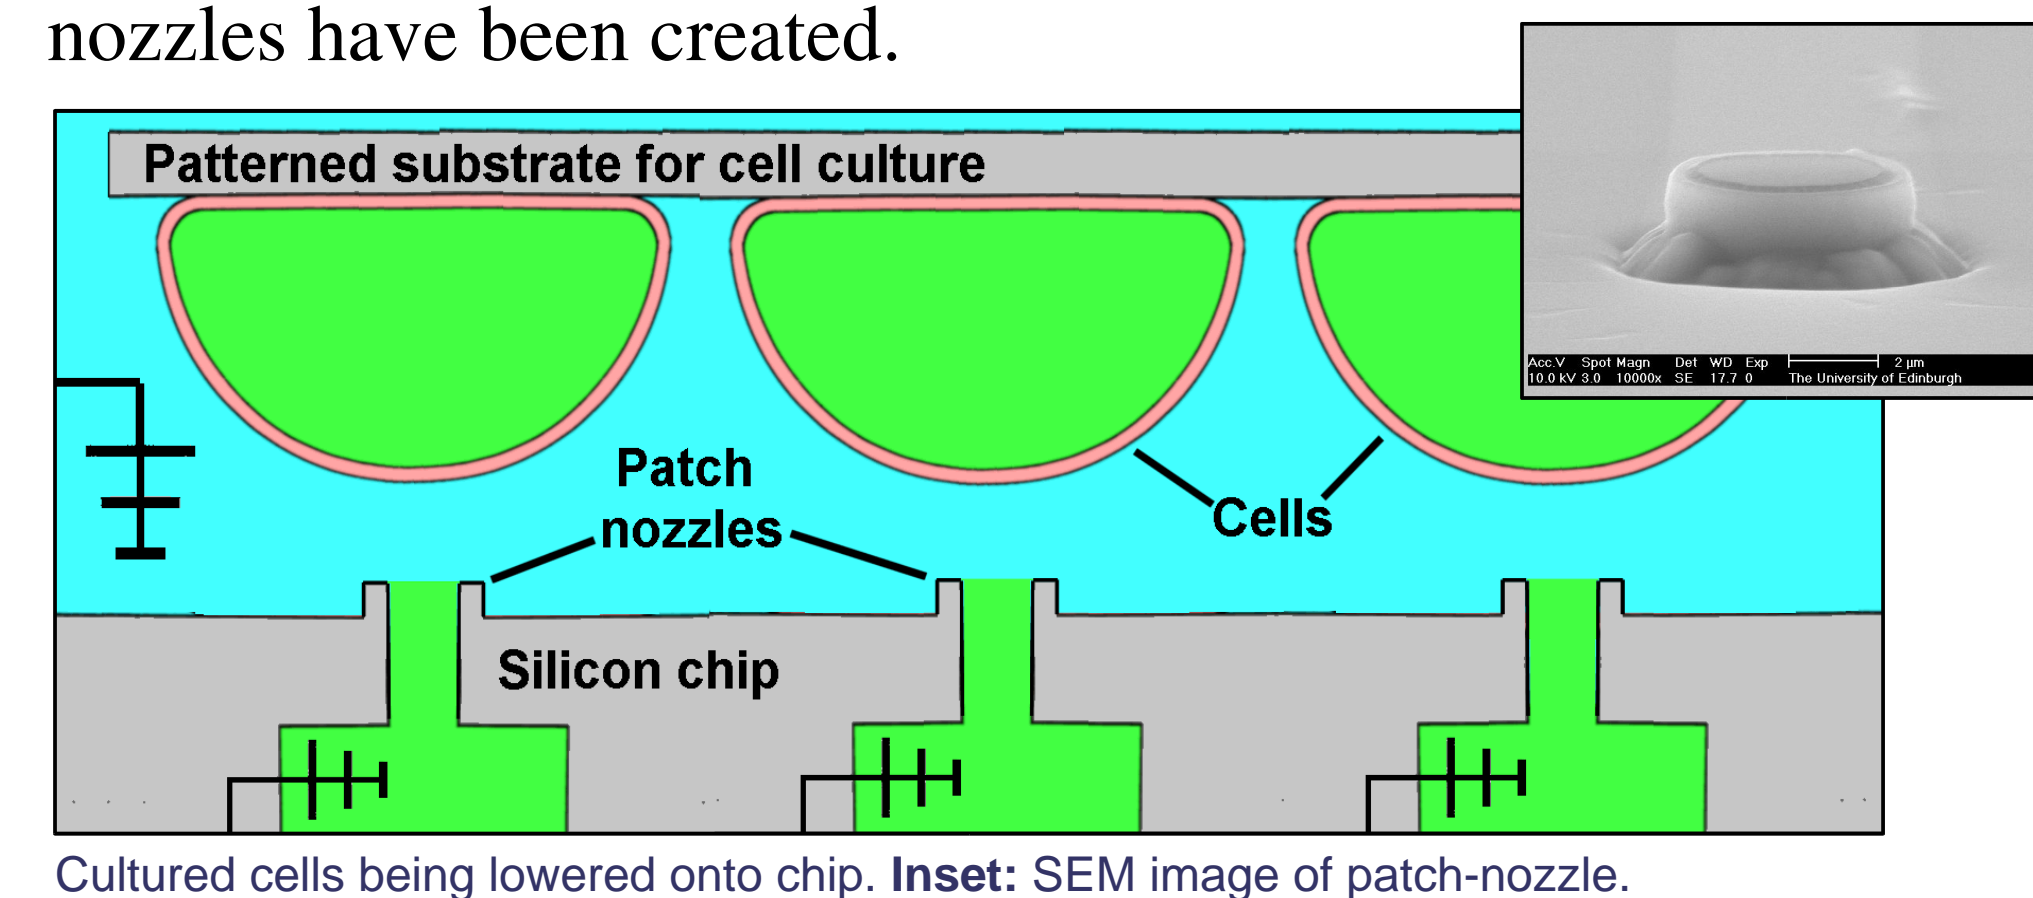 nozzles have been created.
Patterned substrate for cell culture
Acc.V Spot Magn Det WD Exp 2 µm
10.0 kV 3.0 10000x SE 17.7 0 The University of Edinburgh
Patch
nozzles
Cells
Silicon chip
Cultured cells being lowered onto chip. Inset: SEM image of patch-nozzle.